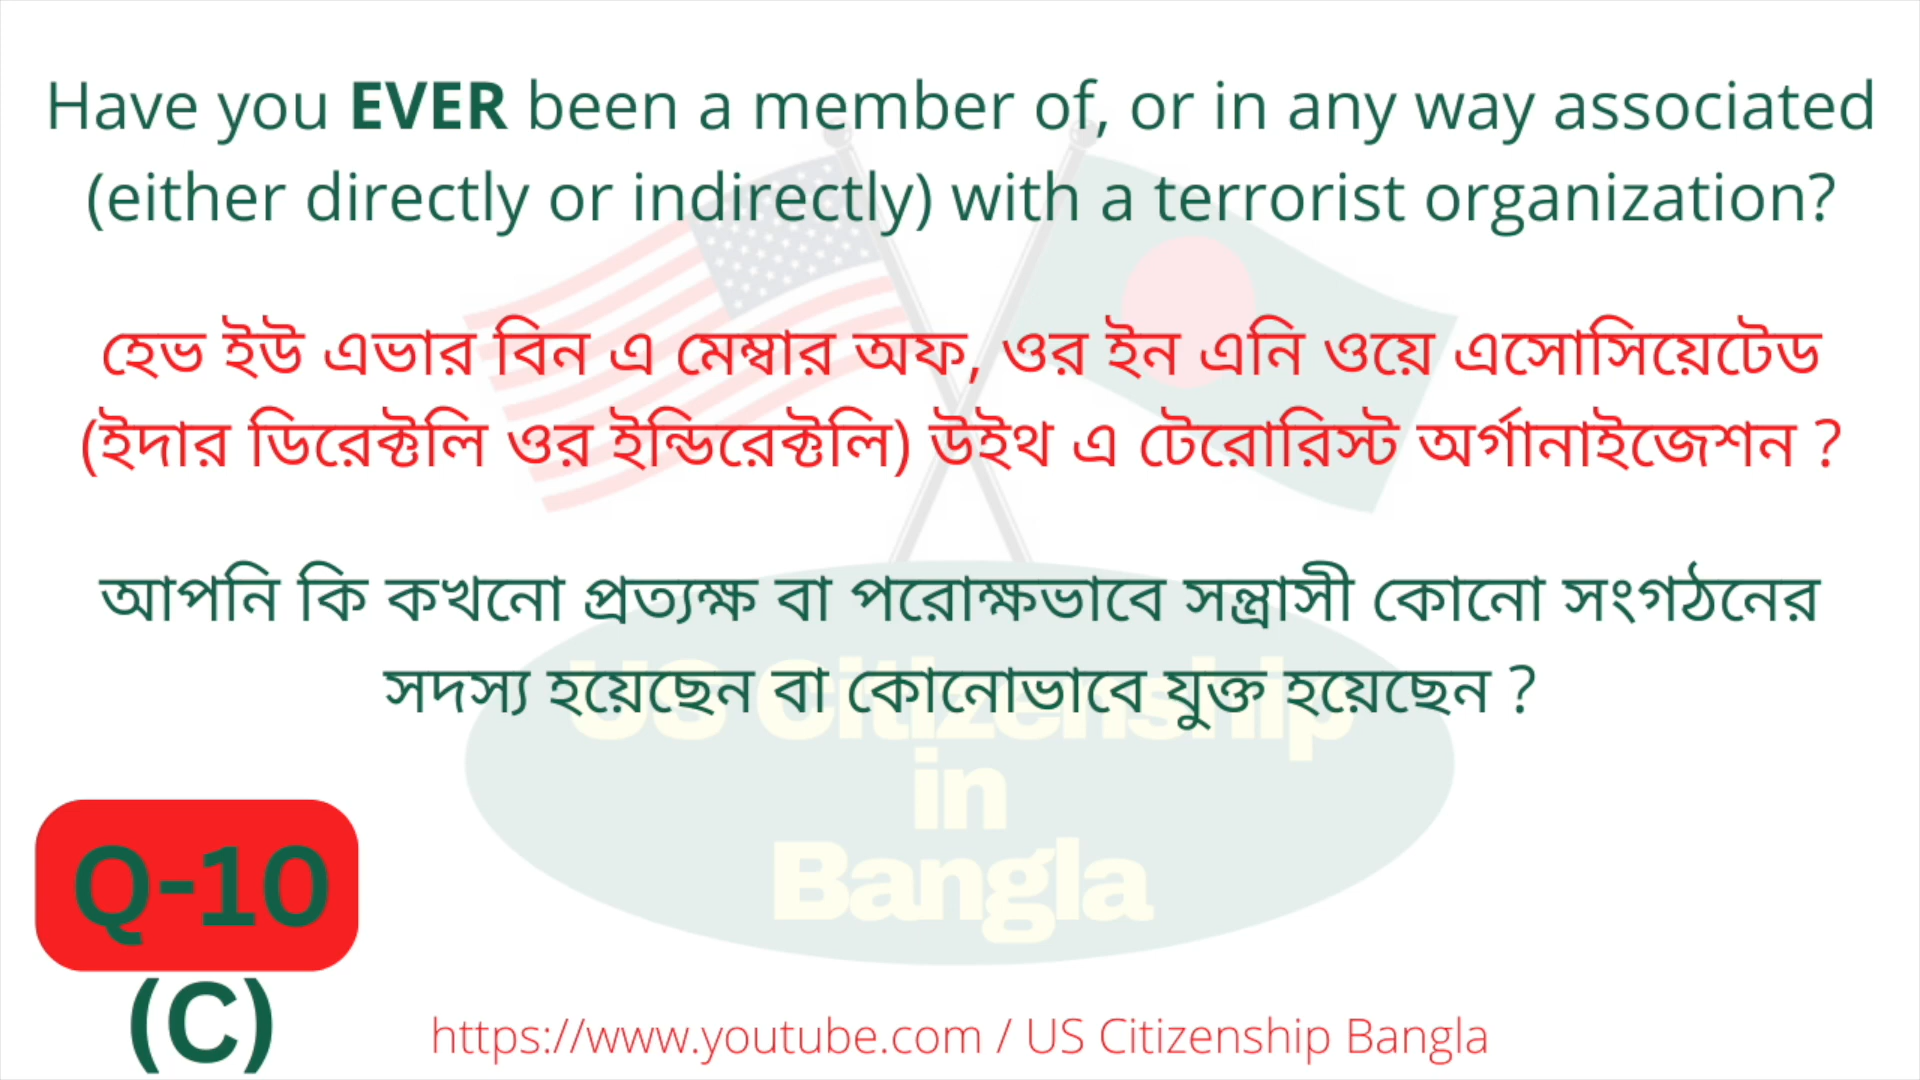 Have you EVER been a member of, or in any way associated
(either directly or indirectly) with a terrorist organization?
হেভ ইউ এভার বিন এ মেম্বার অফ, ওর ইন এনি ওয়ে এসোসিয়েটেড
(ইদার ডিরেক্টলি ওর ইন্ডিরেক্টলি) উইথ এ টেরোরিস্ট অর্গানাইজেশন ?
আপনি কি কখনো প্রত্যক্ষ বা পরোক্ষভাবে সন্ত্রাসী কোনো সংগঠনের
সদস্য হয়েছেন বা কোনোভাবে যুক্ত হয়েছেন ?
US Citizenship
in
Bangla
Q-10
(C)
https://www.youtube.com / US Citizenship Bangla